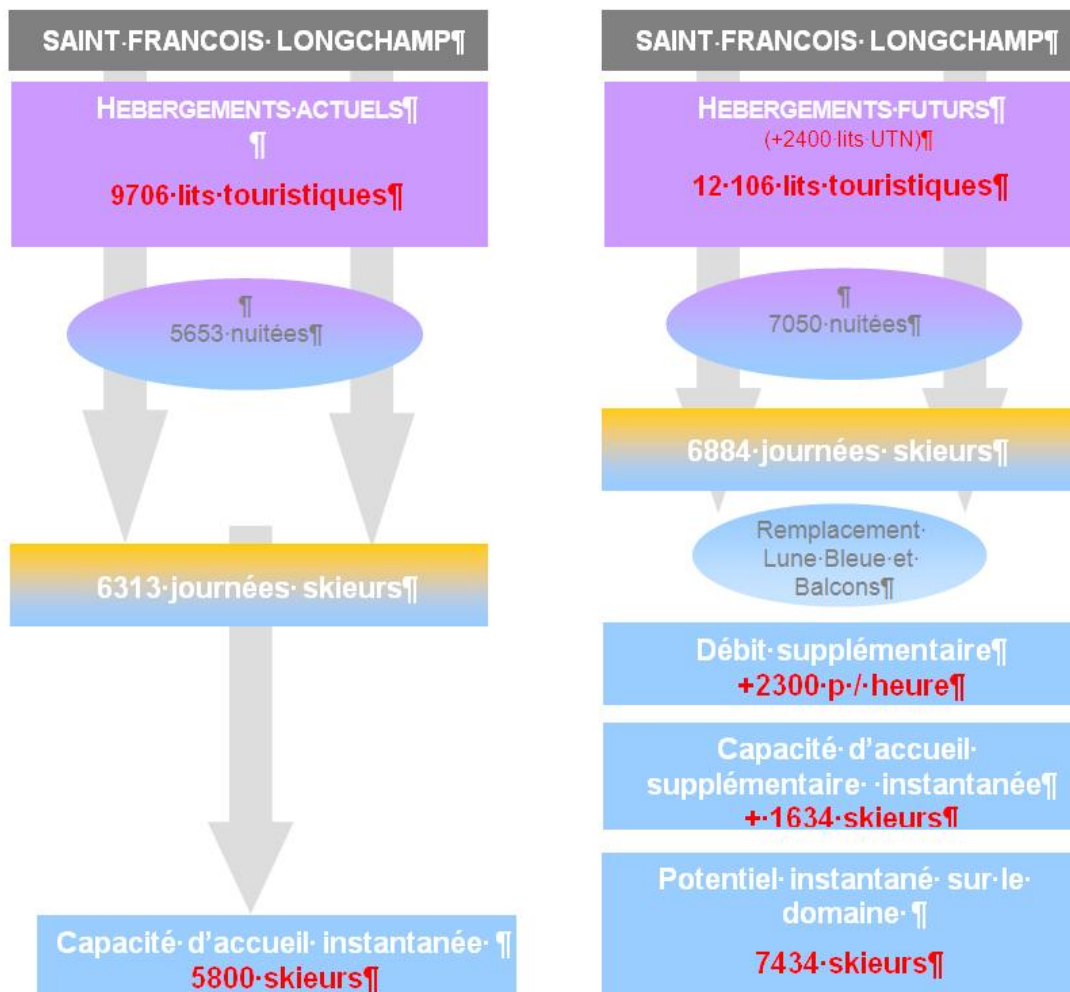 SAINT·FRANCOIS· LONGCHAMP¶
HEBERGEMENTS·ACTUELS¶
¶
9706·lits·touristiques¶
¶
5653·nuitées¶
6313·journées· skieurs¶
Capacité· d'accueil· instantanée· ¶
5800·skieurs¶
SAINT·FRANCOIS· LONGCHAMP¶
HEBERGEMENTS·FUTURS¶
(+2400·lits·UTN)¶
12·106·lits·touristiques¶
¶
7050·nuitées¶
6884·journées· skieurs¶
Remplacement·
Lune·Bleue·et·
Balcons¶
Débit·supplémentaire¶
+2300·p·/·heure¶
Capacité· d'accueil·
supplémentaire· ·instantanée¶
+·1634·skieurs¶
Potentiel· instantané· sur·le·
domaine· ¶
7434·skieurs¶